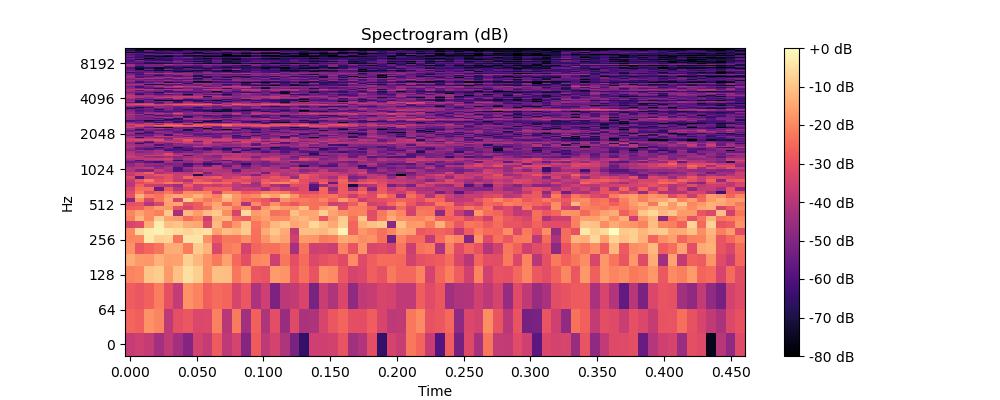 Spectrogram (dB)
Hz
8192
4096
2048
1024
512
256
128
64
0
0.000 0.050 0.100 0.150 0.200 0.250 0.300 0.350 0.400 0.450
Time
+0 dB
-10 dB
-20 dB
-30 dB
-40 dB
-50 dB
-60 dB
-70 dB
-80 dB